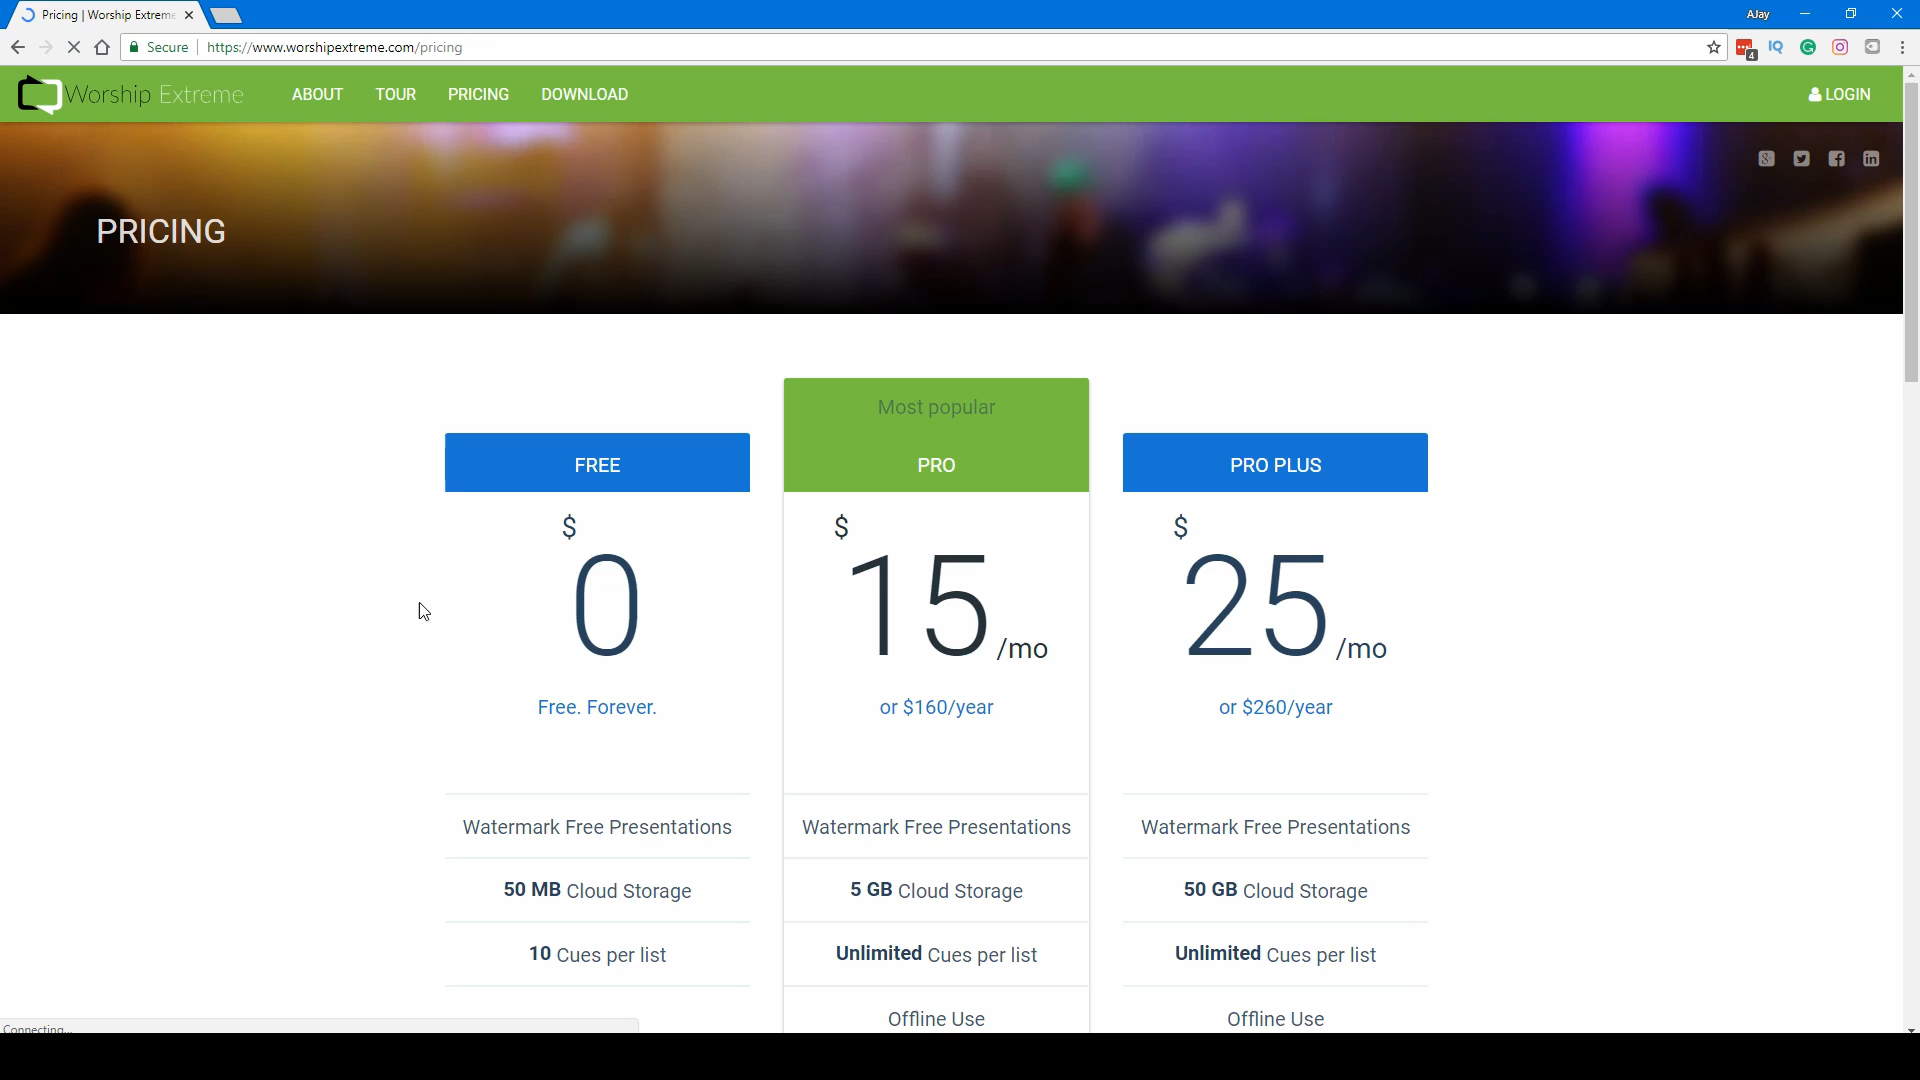 Pricing | Worship Extreme
AJay
Secure
https://www.worshipextreme.com/pricing
4
IQ
Worship Extreme
ABOUT
TOUR
PRICING
DOWNLOAD
LOGIN
PRICING
Most popular
FREE
PRO
PRO PLUS
$
0
$
15 /mo
$
25 /mo
Free. Forever.
or $160/year
or $260/year
Watermark Free Presentations
Watermark Free Presentations
Watermark Free Presentations
50 MB Cloud Storage
5 GB Cloud Storage
50 GB Cloud Storage
10 Cues per list
Unlimited Cues per list
Unlimited Cues per list
Offline Use
Offline Use
Connecting...